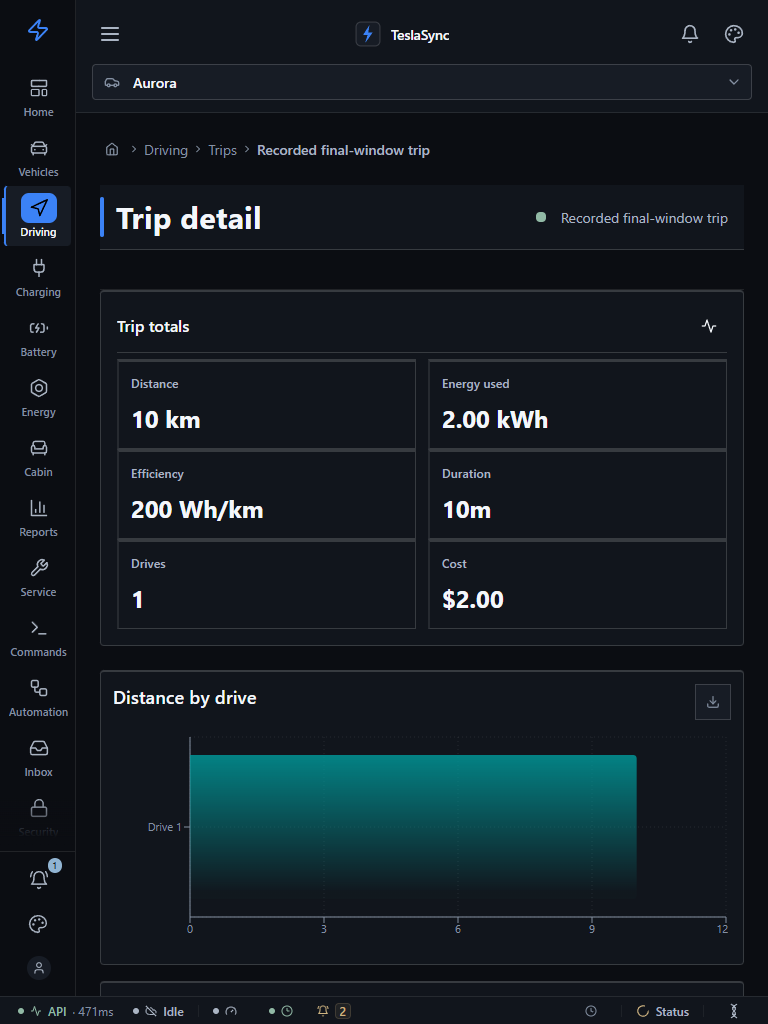 TeslaSync
Aurora
Home
Vehicles
Driving
Charging
Battery
Energy
Cabin
Reports
Service
Commands
Automation
Inbox
Security
1
Driving > Trips > Recorded final-window trip
Trip detail
Recorded final-window trip
Trip totals
Distance
10 km
Energy used
2.00 kWh
Efficiency
200 Wh/km
Duration
10m
Drives
1
Cost
$2.00
Distance by drive
Drive 1
0 3 6 9 12
API · 471ms Idle 2 Status